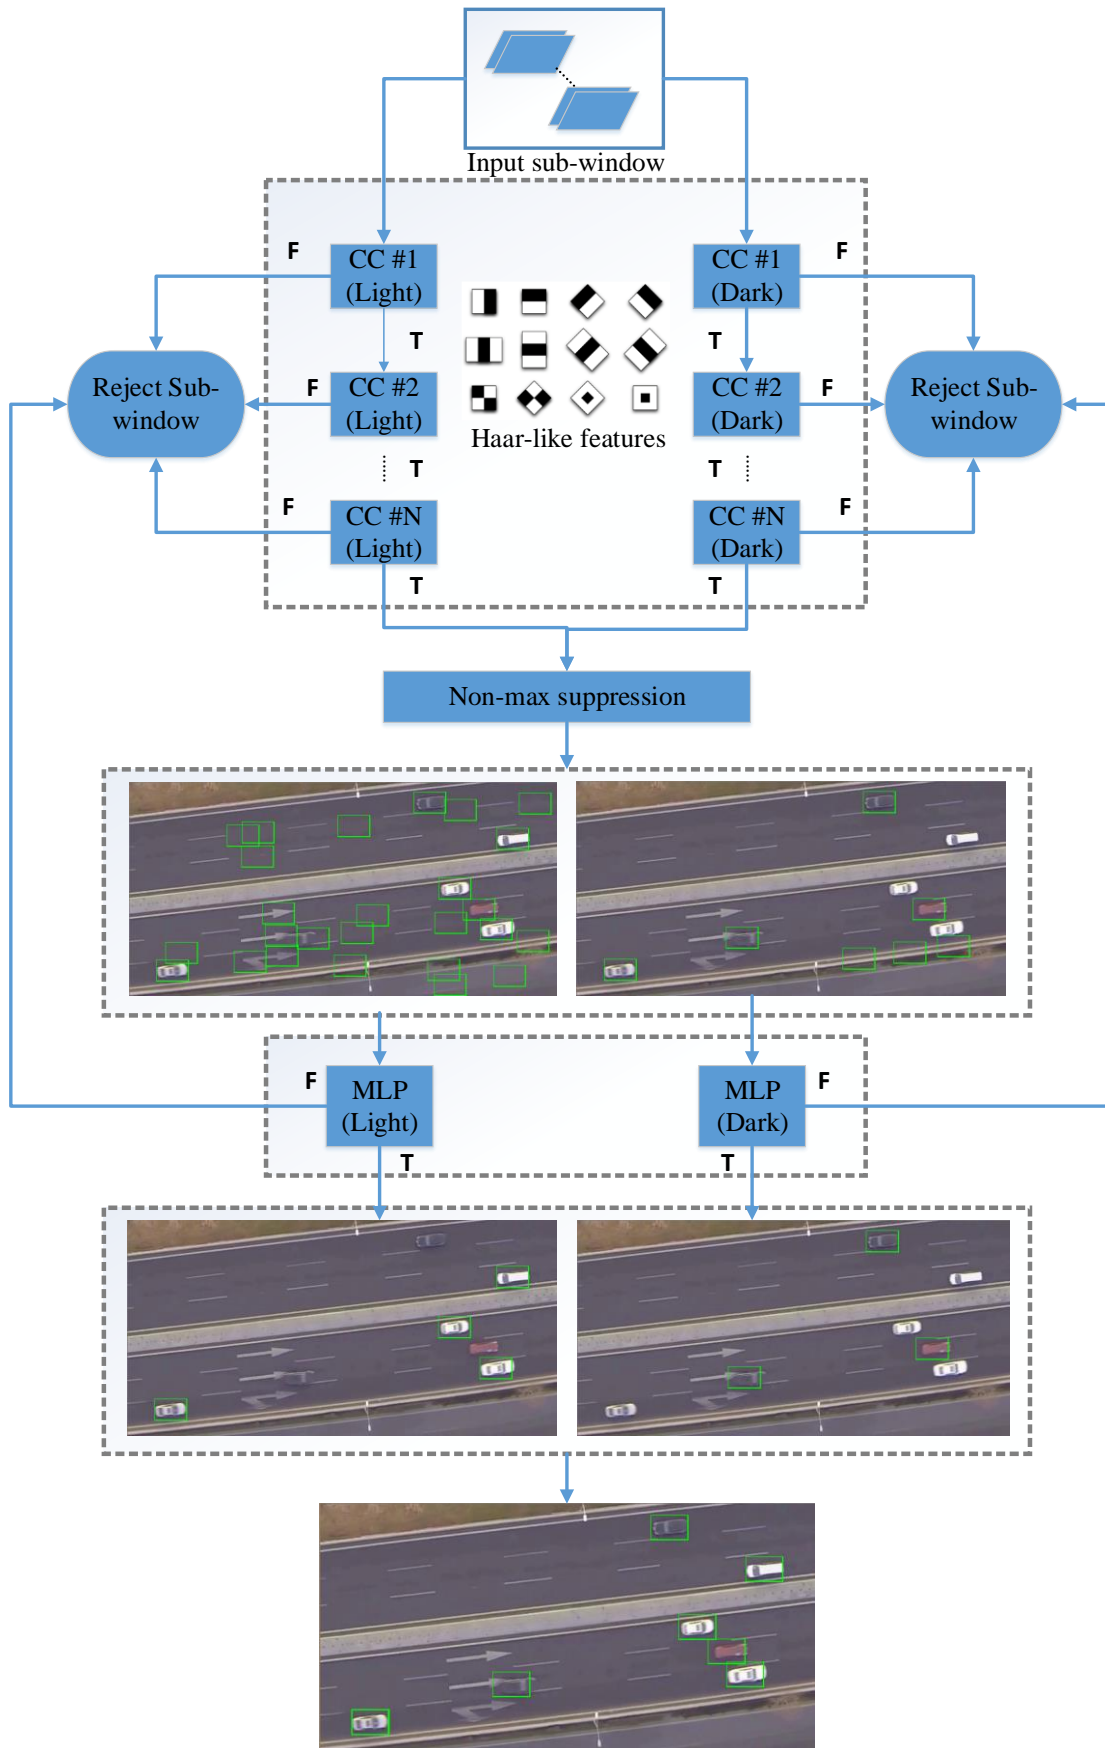 Input sub-window
F
CC #1
(Light)
CC #1
(Dark)
F
T
T
Reject Sub-
window
F
CC #2
(Light)
CC #2
(Dark)
F
Reject Sub-
window
Haar-like features
T
T
F
CC #N
(Light)
CC #N
(Dark)
F
T
T
Non-max suppression
F
MLP
(Light)
MLP
(Dark)
F
T
T